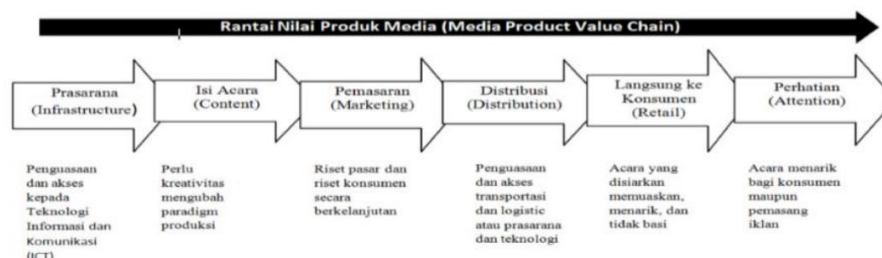 Rantai Nilai Produk Media (Media Product Value Chain)
Prasarana
(Infrastructure)
Isi Acara
(Content)
Pemasaran
(Marketing)
Distribusi
(Distribution)
Langsung ke
Konsumen
(Retail)
Perhatian
(Attention)
Penguasaan
dan akses
kepada
Teknologi
Informasi dan
Komunikasi
(ICT)
Perlu
kreativitas
mengubah
paradigm
produksi
Riset pasar dan
riset konsumen
secara
berkelanjutan
Penguasaan
dan akses
transportasi
dan logistic
atau prasarana
dan teknologi
Acara yang
disiarkan
memuaskan,
menarik, dan
tidak basi
Acara menarik
bagi konsumen
maupun
pemasang
iklan